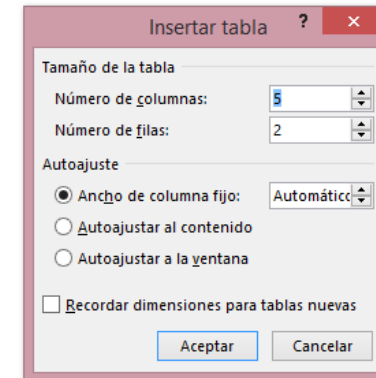 Insertar tabla ? ×
Tamaño de la tabla
Número de columnas: 5
Número de filas: 2
Autoajuste
Ancho de columna fijo: Automátic
Autoajustar al contenido
Autoajustar a la ventana
Recordar dimensiones para tablas nuevas
Aceptar Cancelar